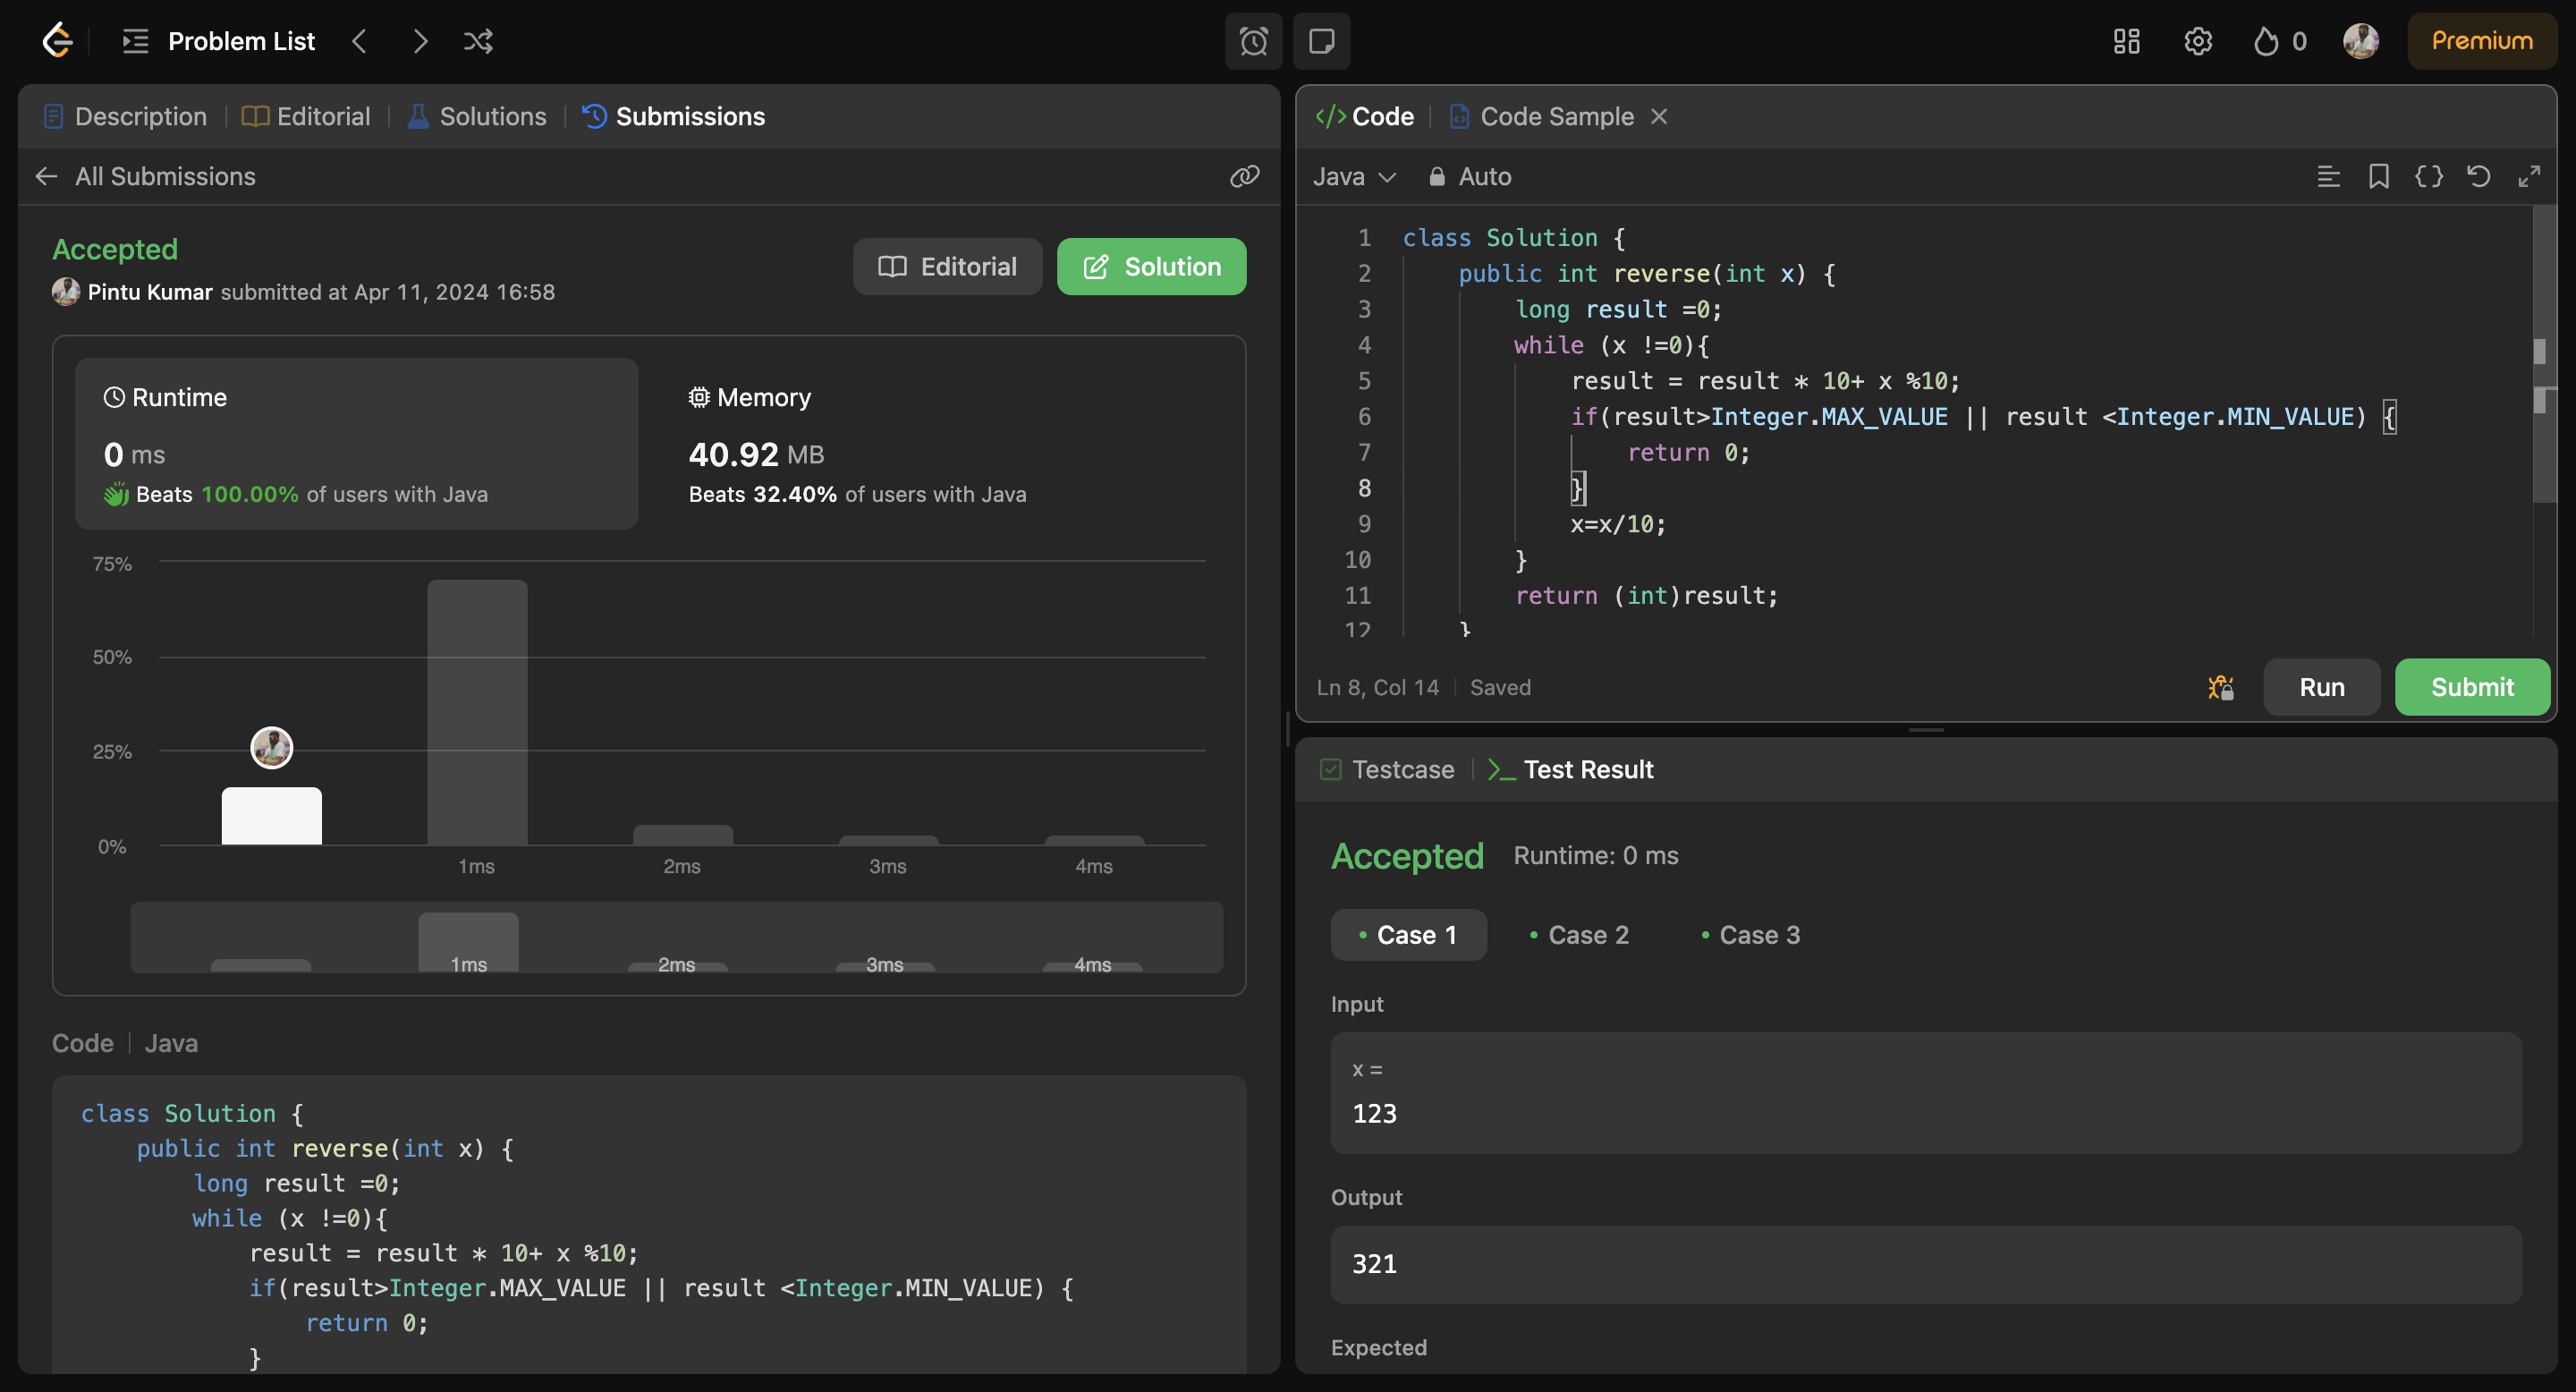 Problem List
0
Premium
Description
Editorial
Solutions
Submissions
All Submissions
Accepted
Pintu Kumar submitted at Apr 11, 2024 16:58
Editorial
Solution
Runtime
0 ms
Beats 100.00% of users with Java
Memory
40.92 MB
Beats 32.40% of users with Java
75%
50%
25%
0%
1ms
2ms
3ms
4ms
1ms
2ms
3ms
4ms
Code
Java
class Solution {
    public int reverse(int x) {
        long result =0;
        while (x !=0){
            result = result * 10+ x %10;
            if(result>Integer.MAX_VALUE || result <Integer.MIN_VALUE) {
                return 0;
            }
Code
Code Sample
Java
Auto
1 class Solution {
2     public int reverse(int x) {
3         long result =0;
4         while (x !=0){
5             result = result * 10+ x %10;
6             if(result>Integer.MAX_VALUE || result <Integer.MIN_VALUE) {
7                 return 0;
8             }
9             x=x/10;
10         }
11         return (int)result;
12     }
Ln 8, Col 14
Saved
Run
Submit
Testcase
Test Result
Accepted
Runtime: 0 ms
Case 1
Case 2
Case 3
Input
x =
123
Output
321
Expected